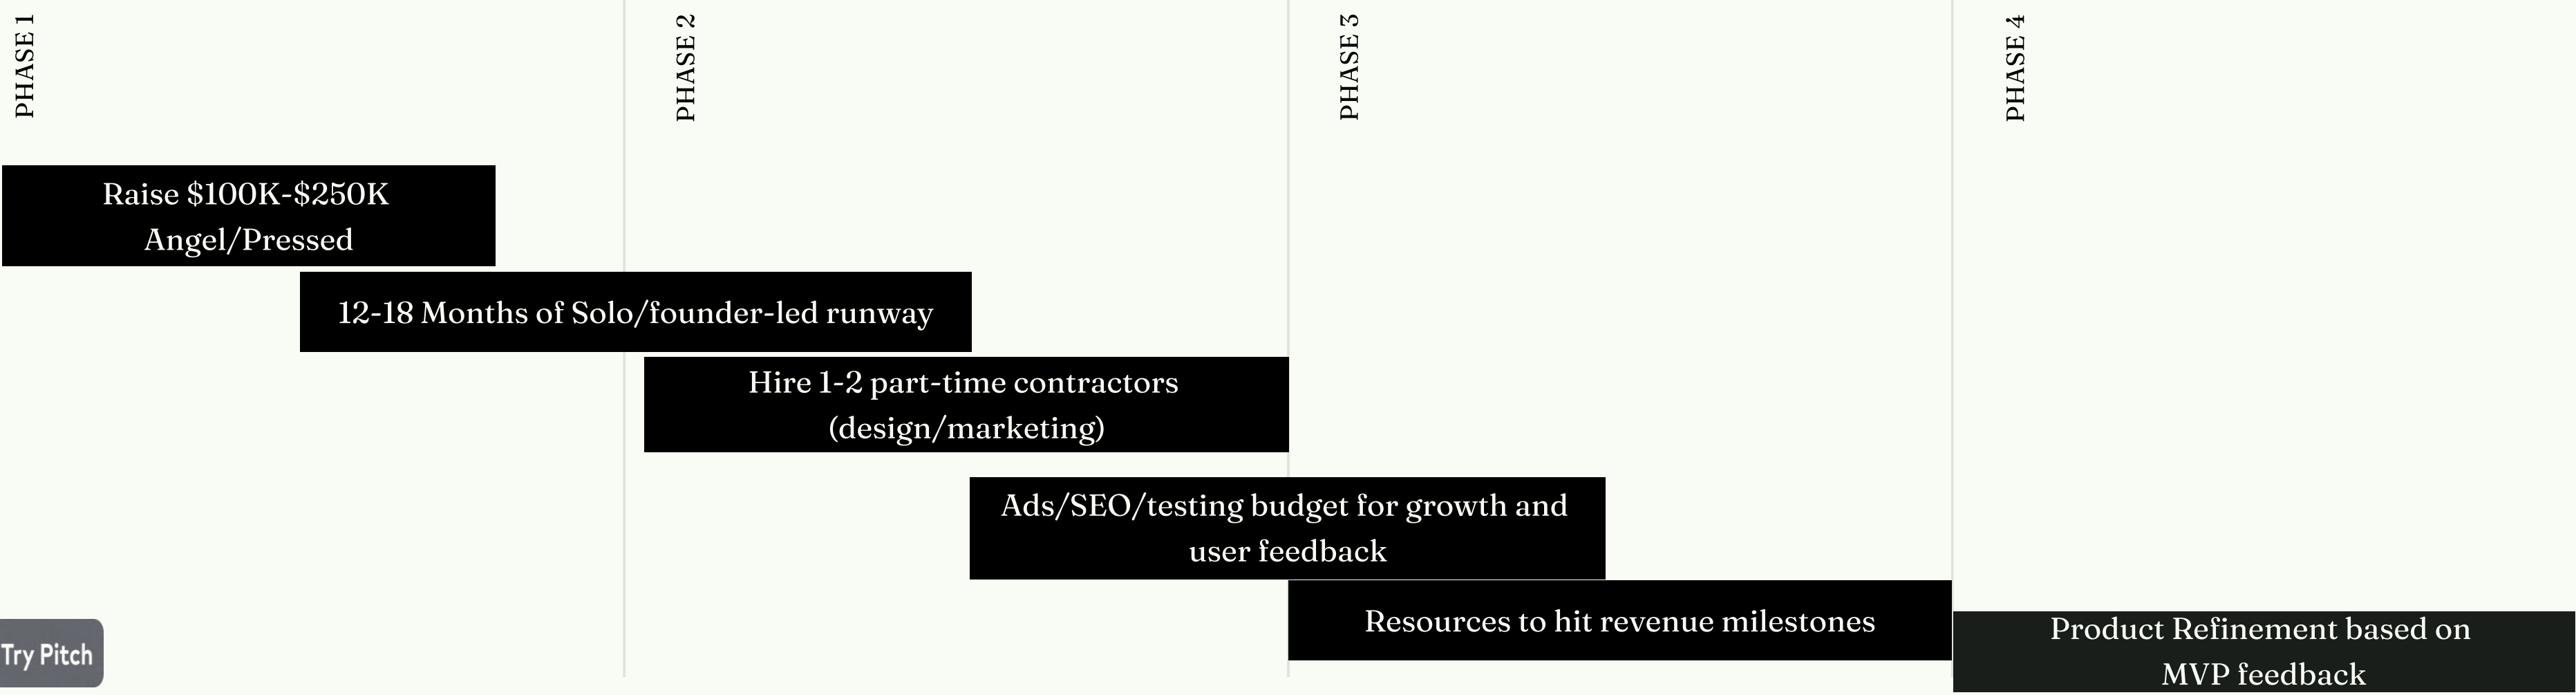 PHASE 1
PHASE 2
PHASE 3
PHASE 4
Raise $100K-$250K
Angel/Pressed
12-18 Months of Solo/founder-led runway
Hire 1-2 part-time contractors
(design/marketing)
Ads/SEO/testing budget for growth and
user feedback
Resources to hit revenue milestones
Product Refinement based on
MVP feedback
Try Pitch